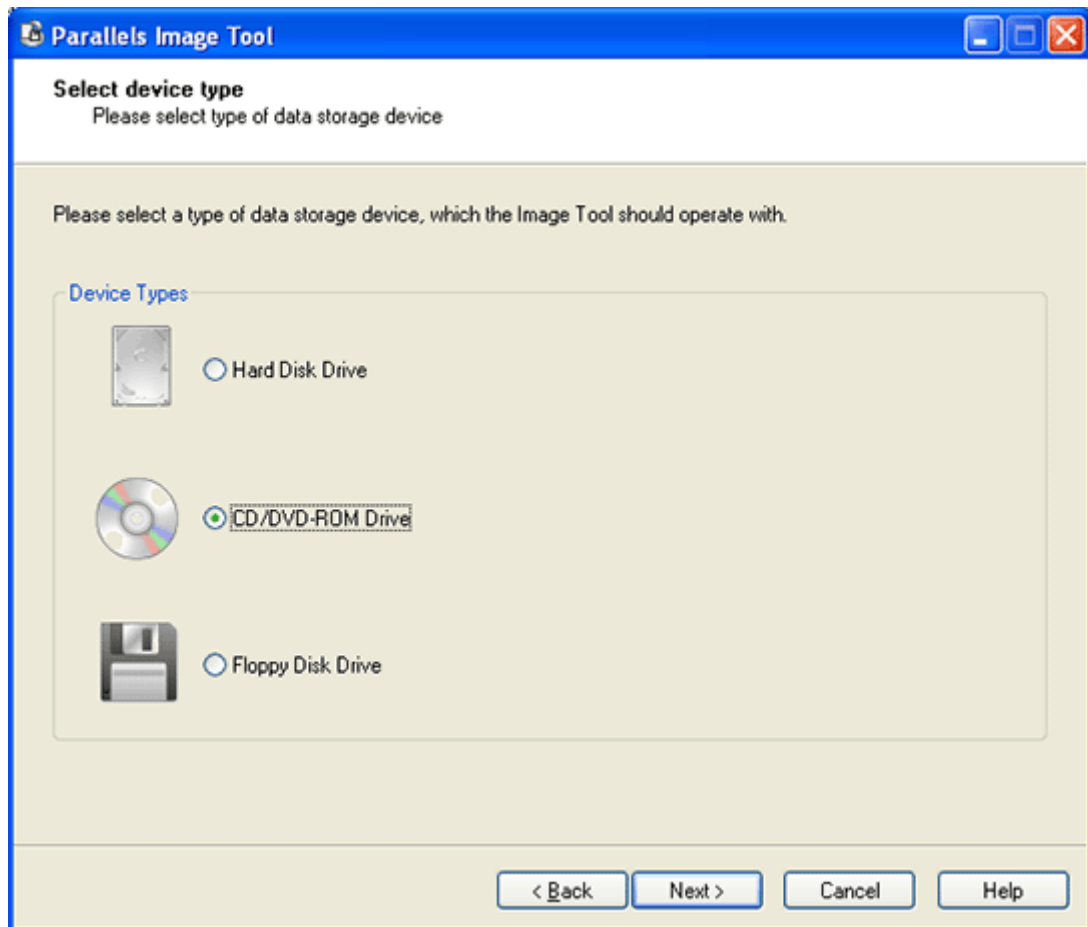 Parallels Image Tool
Select device type
Please select type of data storage device
Please select a type of data storage device, which the Image Tool should operate with.
Device Types
Hard Disk Drive
CD/DVD-ROM Drive
Floppy Disk Drive
< Back Next > Cancel Help